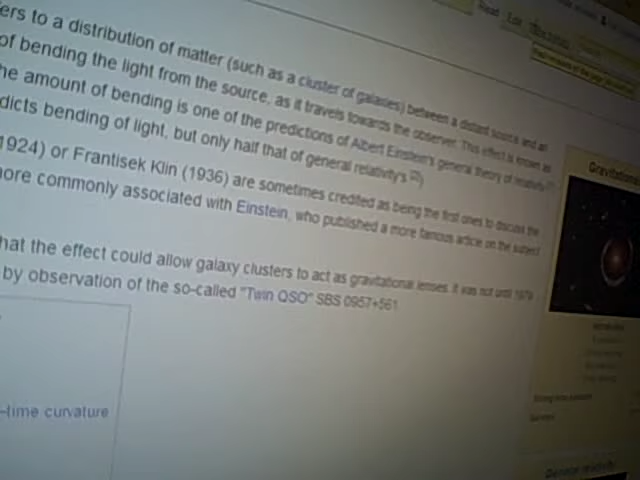 Read Edit
ers to a distribution of matter (such as a cluster of galaxies) between a distant source and an
of bending the light from the source, as it travels towards the observer. This effect is known as
he amount of bending is one of the predictions of Albert Einstein's general theory of relativity.
dicts bending of light, but only half that of general relativity's [2])
1924) or Frantisek Klin (1936) are sometimes credited as being the first ones to discuss the
ore commonly associated with Einstein, who published a more famous article on the subject
hat the effect could allow galaxy clusters to act as gravitational lenses. It was not until 1979
by observation of the so-called "Twin QSO" SBS 0957+561
-time curvature
Gravitationa